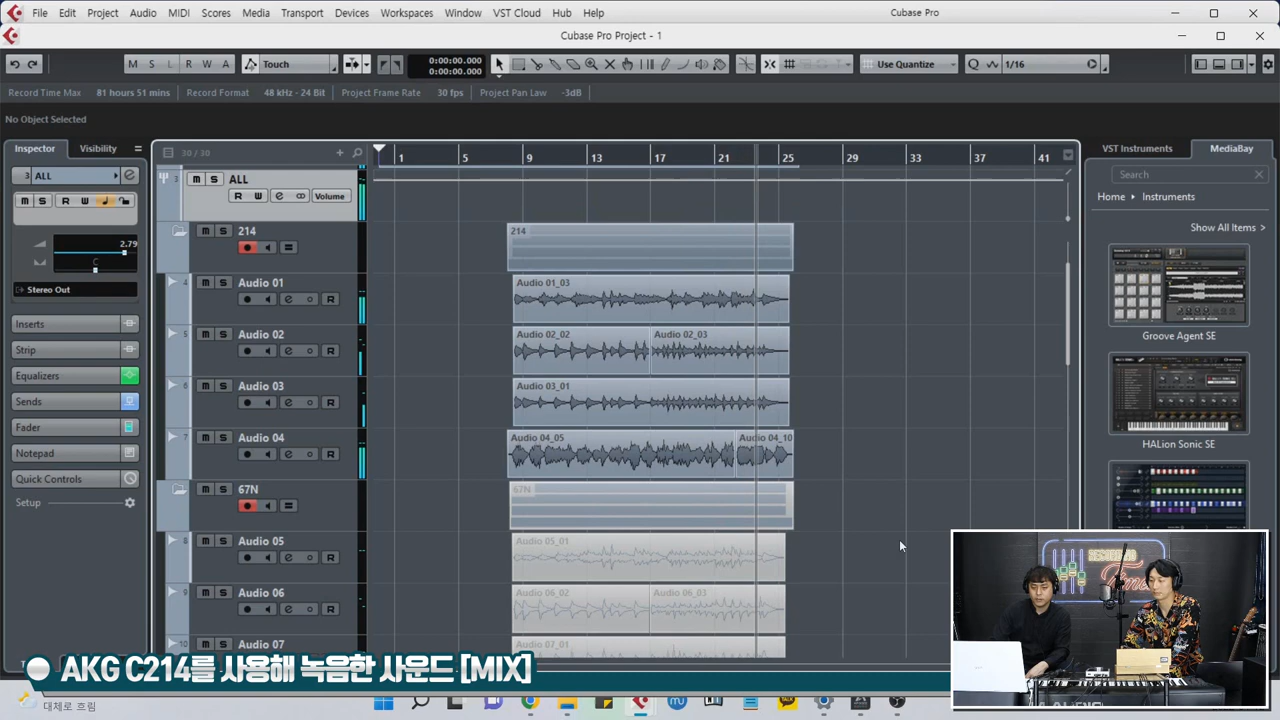 File Edit Project Audio MIDI Scores Media Transport Devices Workspaces Window VST Cloud Hub Help Cubase Pro
Cubase Pro Project - 1
M S L R W A Touch 0:00:00.000 Use Quantize Q 1/16
0:00:00.000
Record Time Max 81 hours 51 mins Record Format 48 kHz - 24 Bit Project Frame Rate 30 fps Project Pan Law -3dB
No Object Selected
Inspector Visibility 30 / 30 1 5 9 13 17 21 25 29 33 37 41 VST Instruments MediaBay
3 ALL m S ALL Search
m S R W R W e Volume Home Instruments
Show All Items >
214 214
m S
2.79
C
Stereo Out
Audio 01 Audio 01_03
m S e R
Groove Agent SE
Inserts
Audio 02 Audio 02_02 Audio 02_03
m S e R
Strip
Equalizers
Audio 03 Audio 03_01
m S e R
Sends
Fader
Audio 04 Audio 04_05 Audio 04_10
m S e R
HALion Sonic SE
Notepad
Quick Controls
67N 67N
m S
Setup
Audio 05 Audio 05_01
m S e R
RECORDING
Time
Audio 06 Audio 06_02 Audio 06_03
m S e R
Audio 07 Audio 07_01
m S
AKG C214를 사용해 녹음한 사운드 [MIX]